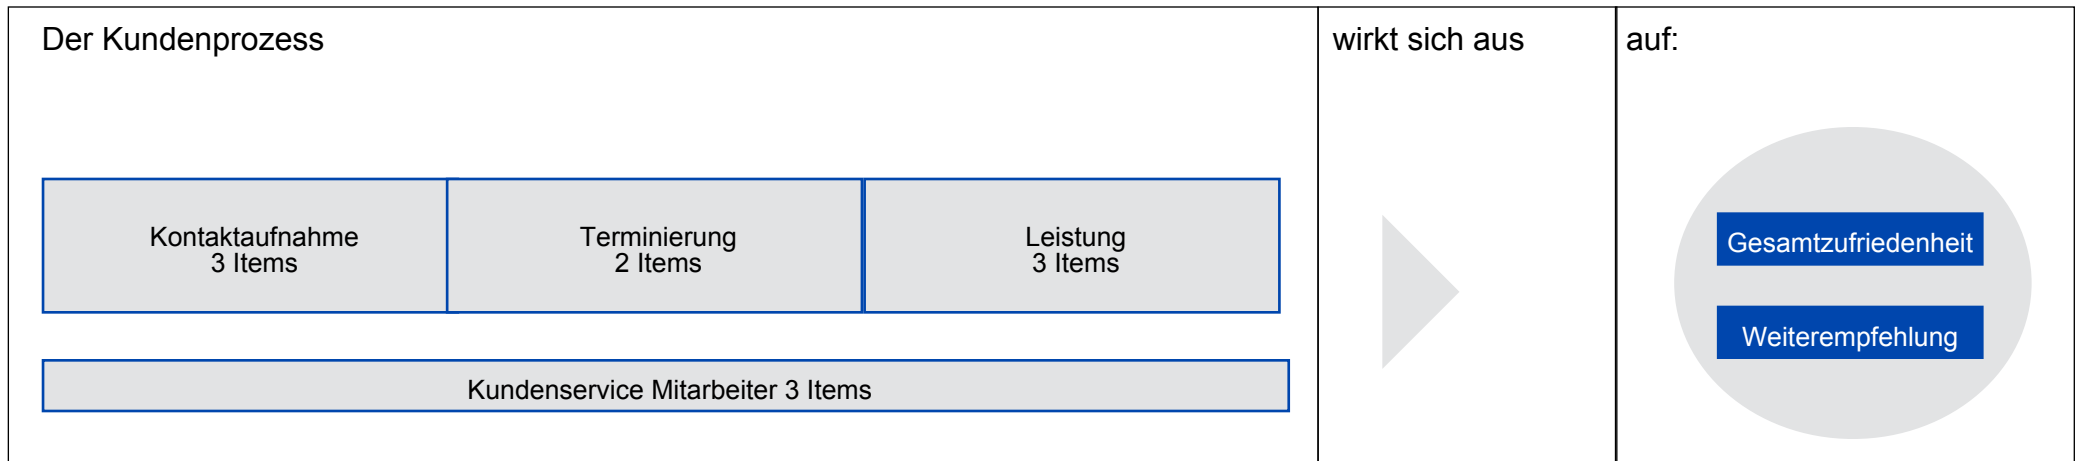 Der Kundenprozess
wirkt sich aus
auf:
Kontaktaufnahme
3 Items
Terminierung
2 Items
Leistung
3 Items
Kundenservice Mitarbeiter 3 Items
Gesamtzufriedenheit
Weiterempfehlung